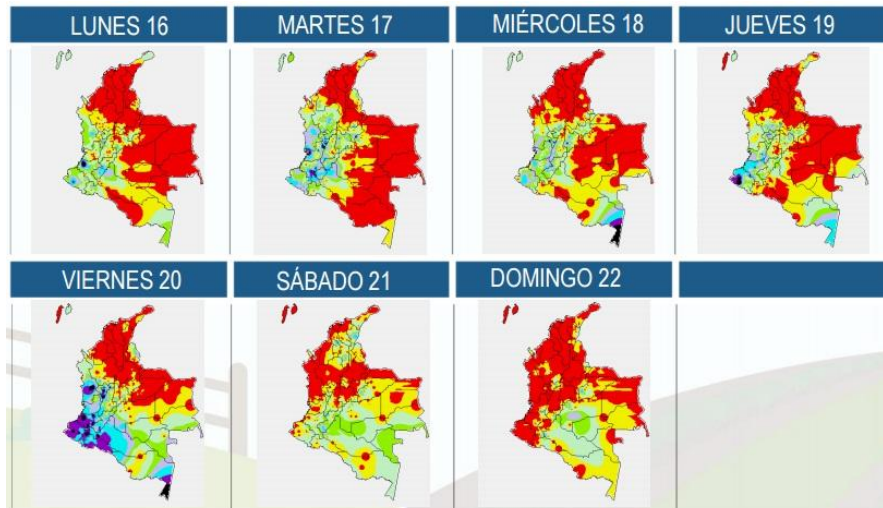 LUNES 16
MARTES 17
MIÉRCOLES 18
JUEVES 19
VIERNES 20
SÁBADO 21
DOMINGO 22